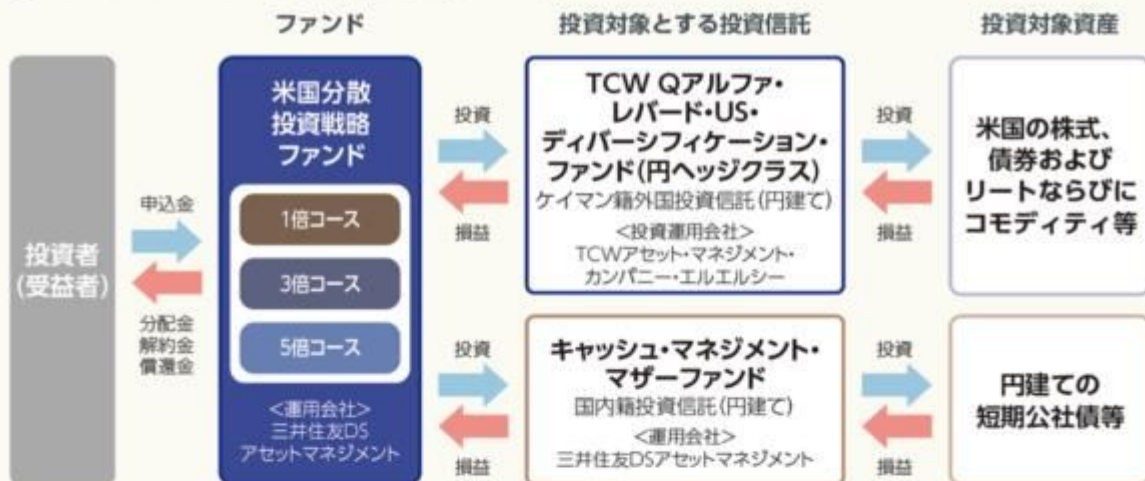 ファンド
投資対象とする投資信託
投資対象資産
投資者
(受益者)
申込金
分配金
解約金
償還金
米国分散
投資戦略
ファンド
1倍コース
3倍コース
5倍コース
<運用会社>
三井住友DS
アセットマネジメント
投資
損益
TCW Qアルファ・
レバード・US・
ディバーシフィケーション・
ファンド(円ヘッジクラス)
ケイマン籍外国投資信託(円建て)
<投資運用会社>
TCWアセット・マネジメント・
カンパニー・エルエルシー
投資
損益
米国の株式、
債券および
リートならびに
コモディティ等
投資
損益
キャッシュ・マネジメント・
マザーファンド
国内籍投資信託(円建て)
<運用会社>
三井住友DSアセットマネジメント
投資
損益
円建ての
短期公社債等